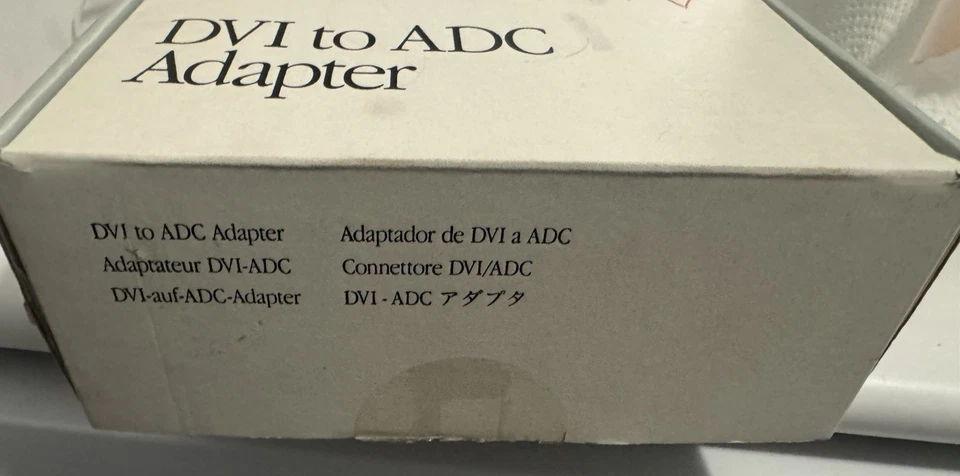 DVI to ADC
Adapter
DVI to ADC Adapter
Adaptateur DVI-ADC
DVI-auf-ADC-Adapter
Adaptador de DVI a ADC
Connettore DVI/ADC
DVI - ADC アダプタ